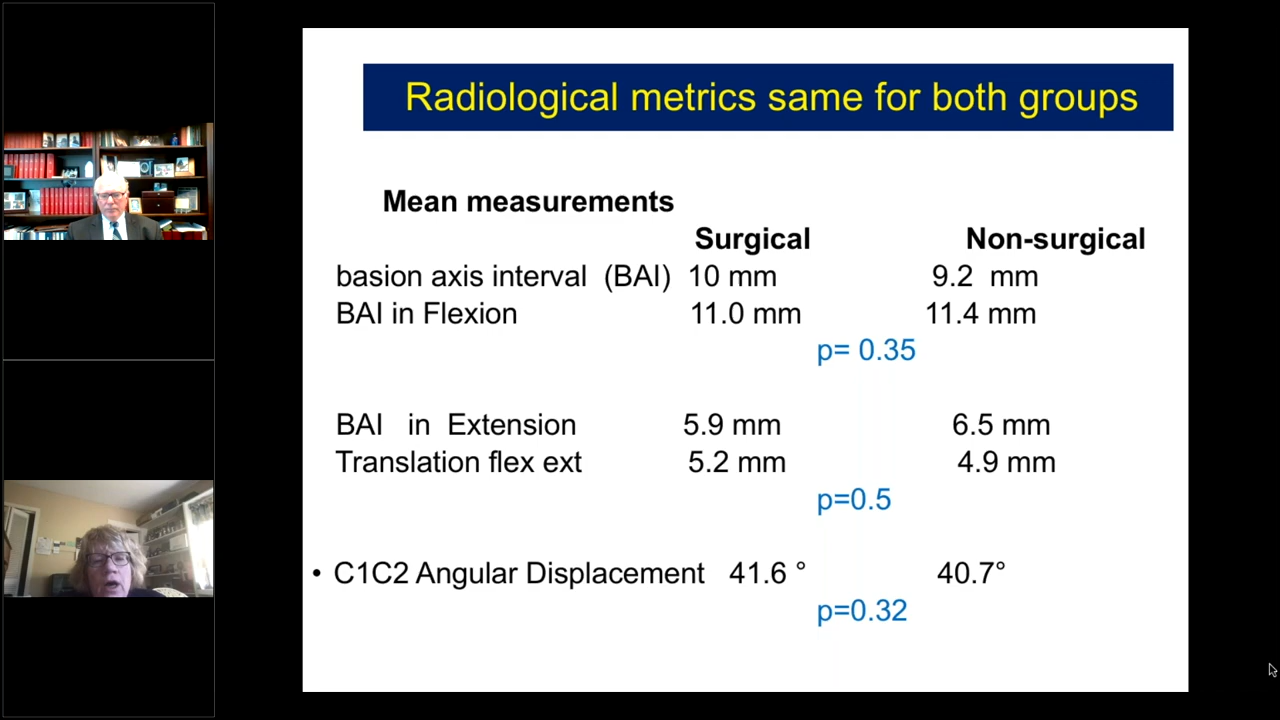 Radiological metrics same for both groups
Mean measurements
Surgical Non-surgical
basion axis interval (BAI) 10 mm 9.2 mm
BAI in Flexion 11.0 mm 11.4 mm
p= 0.35
BAI in Extension 5.9 mm 6.5 mm
Translation flex ext 5.2 mm 4.9 mm
p=0.5
• C1C2 Angular Displacement 41.6 ° 40.7°
p=0.32